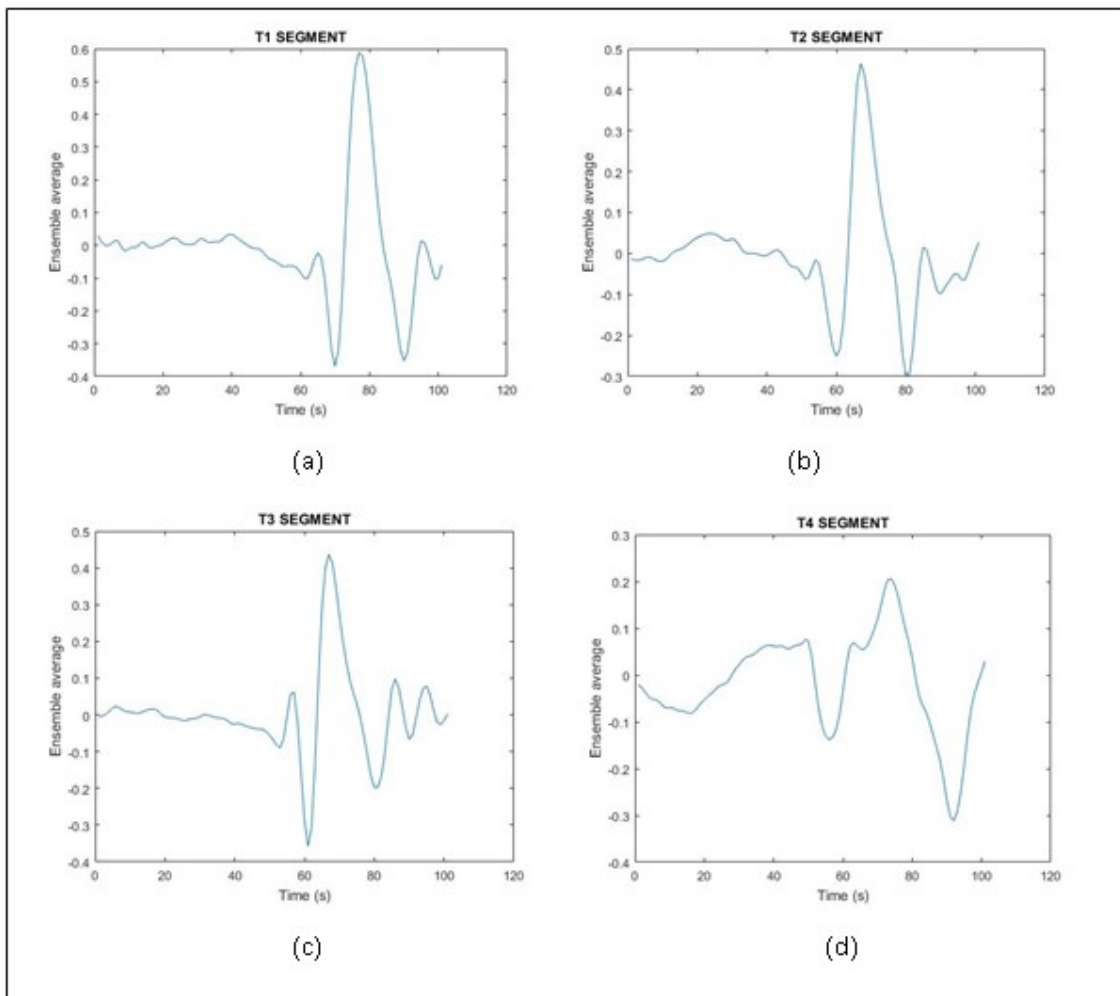 T1 SEGMENT
0.6
0.5
0.4
0.3
0.2
0.1
0
-0.1
-0.2
-0.3
-0.4
Ensemble average
0 20 40 60 80 100 120
Time (s)
(a)
T2 SEGMENT
0.5
0.4
0.3
0.2
0.1
0
-0.1
-0.2
-0.3
Ensemble average
0 20 40 60 80 100 120
Time (s)
(b)
T3 SEGMENT
0.5
0.4
0.3
0.2
0.1
0
-0.1
-0.2
-0.3
-0.4
Ensemble average
0 20 40 60 80 100 120
Time (s)
(c)
T4 SEGMENT
0.3
0.2
0.1
0
-0.1
-0.2
-0.3
-0.4
Ensemble average
0 20 40 60 80 100 120
Time (s)
(d)